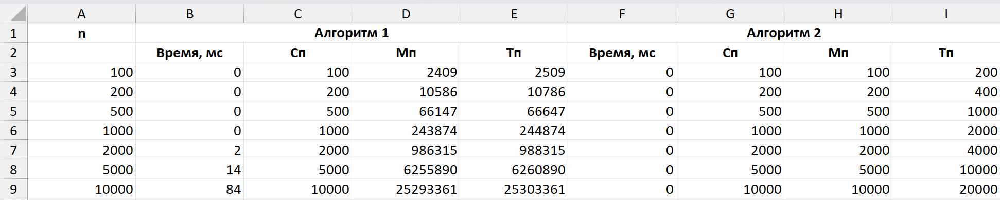 A B C D E F G H I
1 n Алгоритм 1 Алгоритм 2
2 Время, мс Сп Мп Тп Время, мс Сп Мп Тп
3 100 0 100 2409 2509 0 100 100 200
4 200 0 200 10586 10786 0 200 200 400
5 500 0 500 66147 66647 0 500 500 1000
6 1000 0 1000 243874 244874 0 1000 1000 2000
7 2000 2 2000 986315 988315 0 2000 2000 4000
8 5000 14 5000 6255890 6260890 0 5000 5000 10000
9 10000 84 10000 25293361 25303361 0 10000 10000 20000